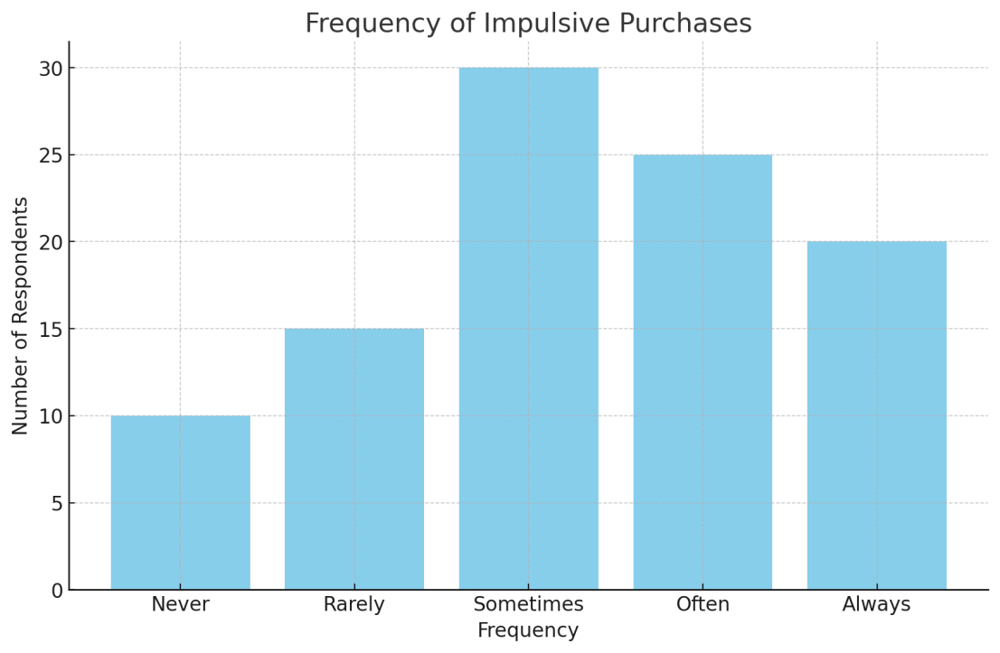 Frequency of Impulsive Purchases
30
25
20
15
10
5
0
Number of Respondents
Never Rarely Sometimes Often Always
Frequency